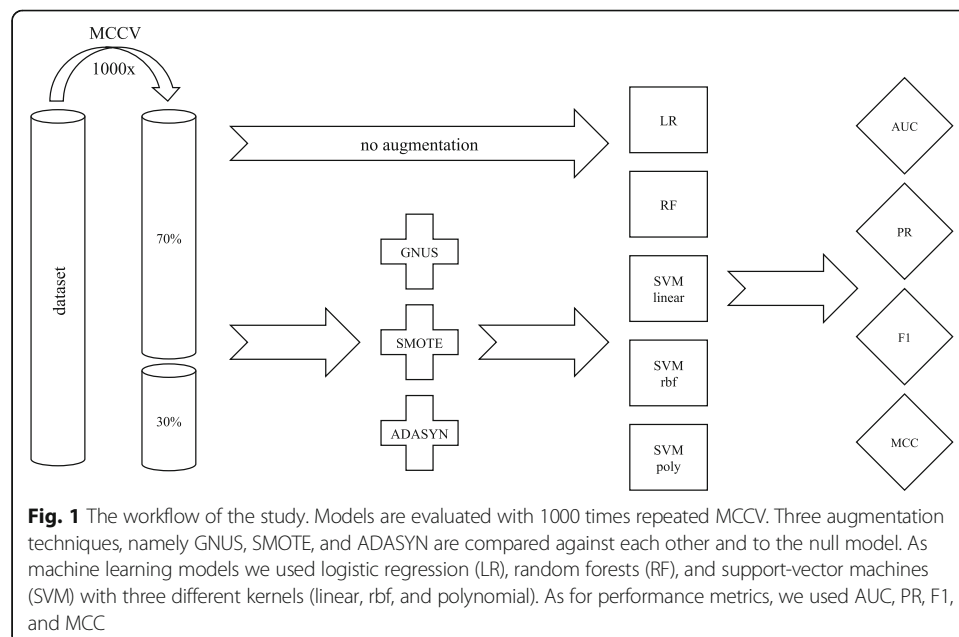 MCCV
1000x
dataset
70%
30%
no augmentation
GNUS
SMOTE
ADASYN
LR
RF
SVM
linear
SVM
rbf
SVM
poly
AUC
PR
F1
MCC
Fig. 1 The workflow of the study. Models are evaluated with 1000 times repeated MCCV. Three augmentation
techniques, namely GNUS, SMOTE, and ADASYN are compared against each other and to the null model. As
machine learning models we used logistic regression (LR), random forests (RF), and support-vector machines
(SVM) with three different kernels (linear, rbf, and polynomial). As for performance metrics, we used AUC, PR, F1,
and MCC